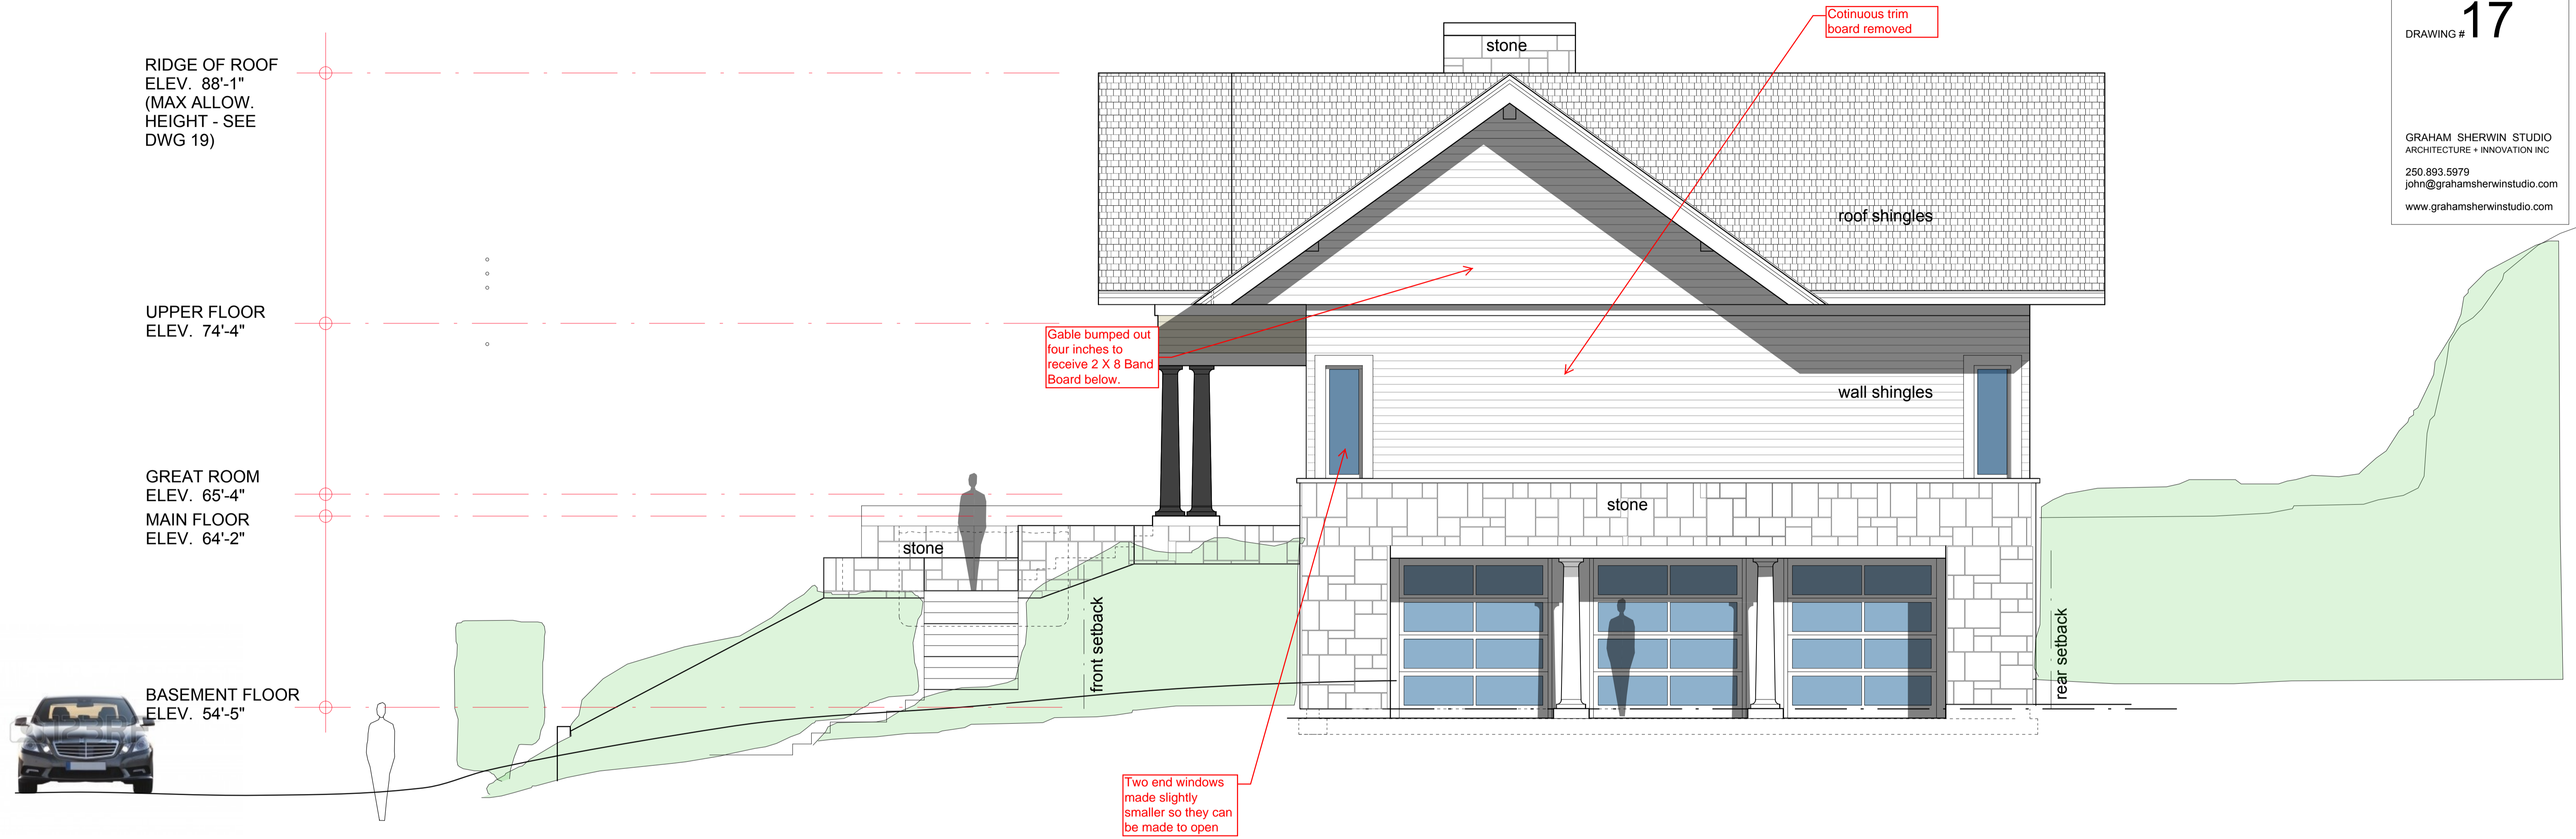 RIDGE OF ROOF
ELEV. 88'-1"
(MAX ALLOW.
HEIGHT - SEE
DWG 19)
UPPER FLOOR
ELEV. 74'-4"
GREAT ROOM
ELEV. 65'-4"
MAIN FLOOR
ELEV. 64'-2"
BASEMENT FLOOR
ELEV. 54'-5"
123RF
stone
Cotinuous trim
board removed
roof shingles
Gable bumped out
four inches to
receive 2 X 8 Band
Board below.
wall shingles
stone
stone
front setback
rear setback
Two end windows
made slightly
smaller so they can
be made to open
DRAWING # 17
GRAHAM SHERWIN STUDIO
ARCHITECTURE + INNOVATION INC
250.893.5979
john@grahamsherwinstudio.com
www.grahamsherwinstudio.com